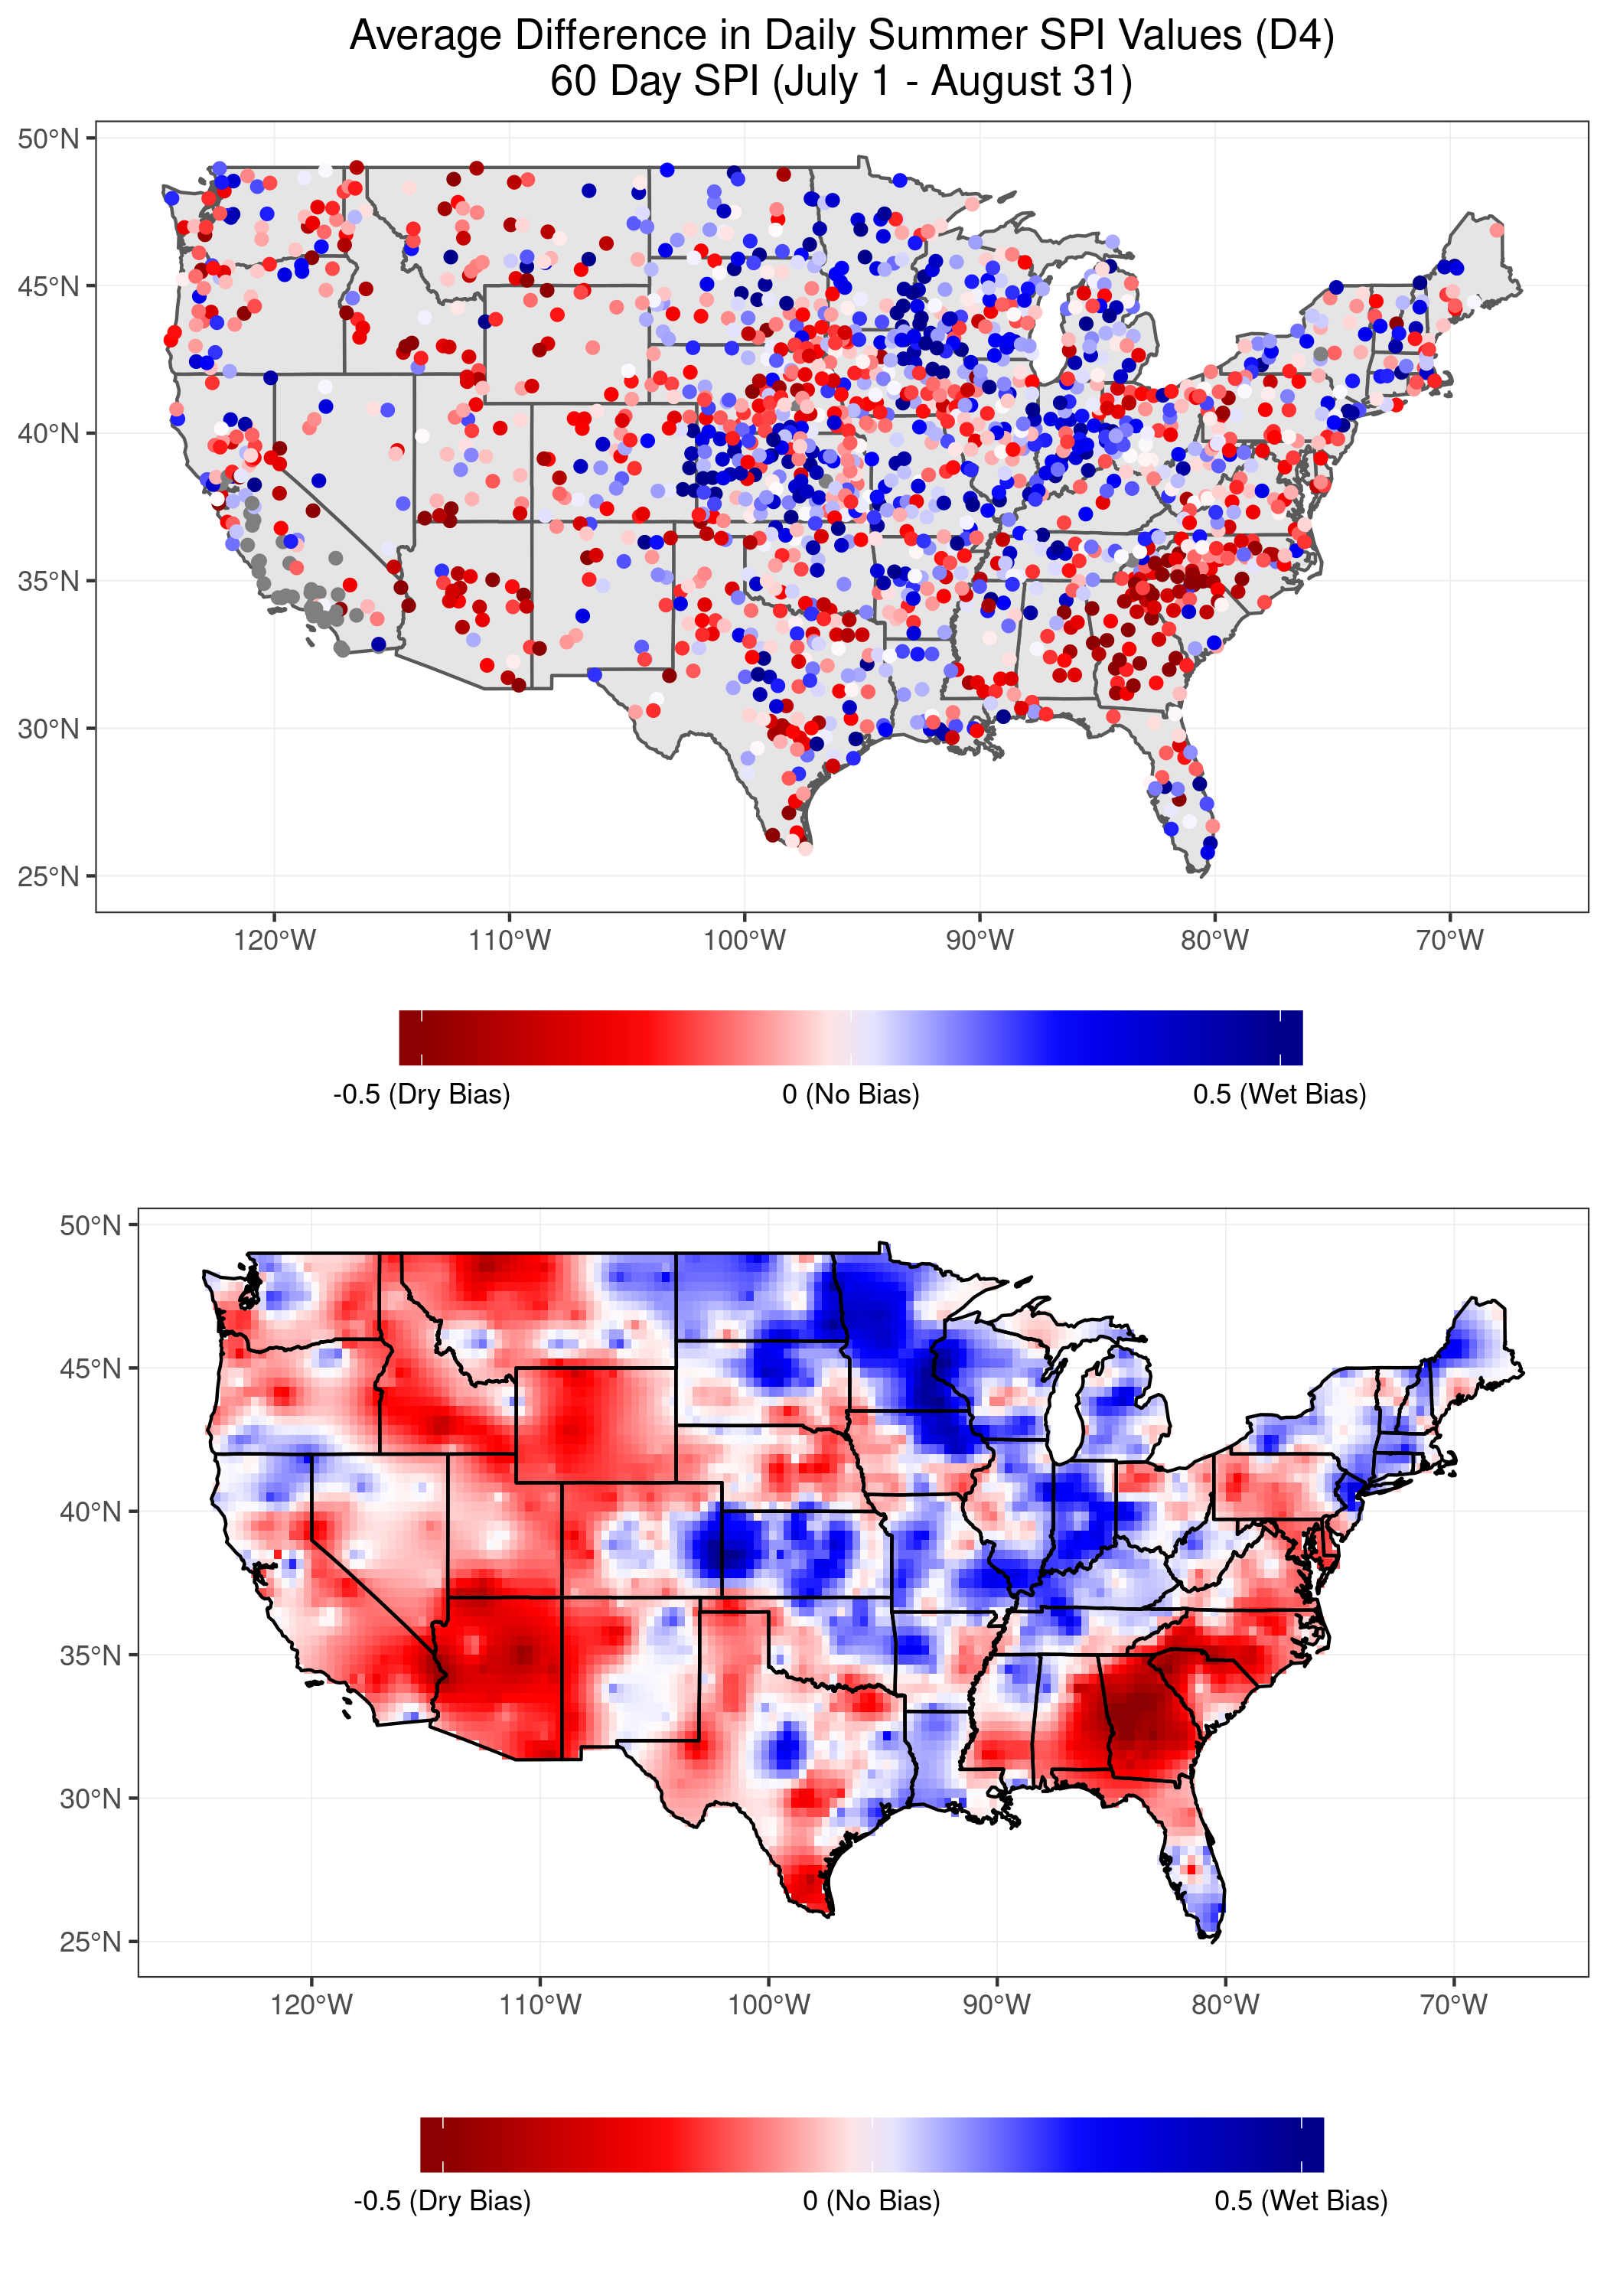 Average Difference in Daily Summer SPI Values (D4)
60 Day SPI (July 1 - August 31)
50°N
45°N
40°N
35°N
30°N
25°N
120°W 110°W 100°W 90°W 80°W 70°W
-0.5 (Dry Bias) 0 (No Bias) 0.5 (Wet Bias)
50°N
45°N
40°N
35°N
30°N
25°N
120°W 110°W 100°W 90°W 80°W 70°W
-0.5 (Dry Bias) 0 (No Bias) 0.5 (Wet Bias)